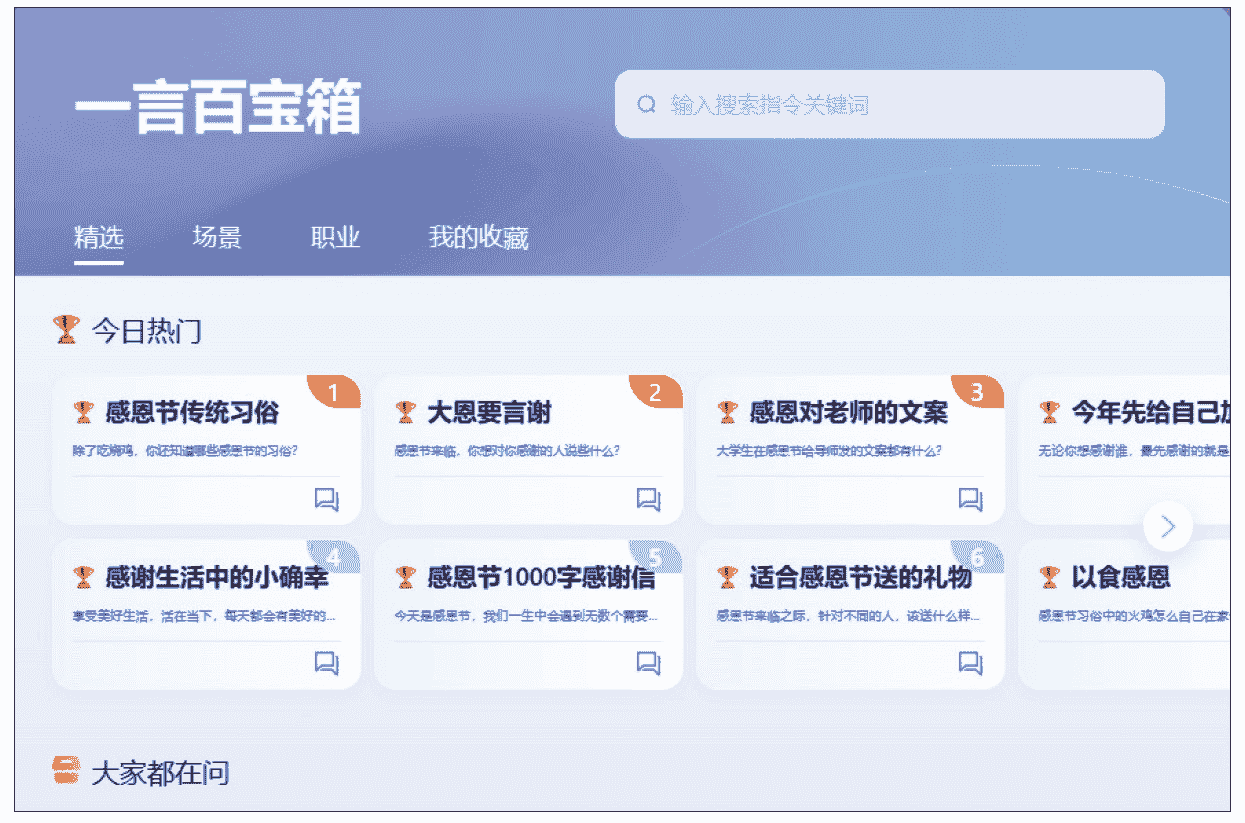 一言百宝箱
输入搜索指令关键词
精选 场景 职业 我的收藏
今日热门
1
感恩节传统习俗
除了吃烤鸡，你还知道哪些感恩节的习俗？
2
大恩要言谢
感恩节来临，你想对你感谢的人说些什么？
3
感恩对老师的文案
大学生在感恩节给导师发的文案都有什么？
今年先给自己加
无论你想感谢谁，最先感谢的就是
4
感谢生活中的小确幸
享受美好生活，活在当下，每天都会有美好的...
5
感恩节1000字感谢信
今天是感恩节，我们一生中会遇到无数个需要...
6
适合感恩节送的礼物
感恩节来临之际，针对不同的人，该送什么样...
以食感恩
感恩节习俗中的火鸡怎么自己在家
大家都在问